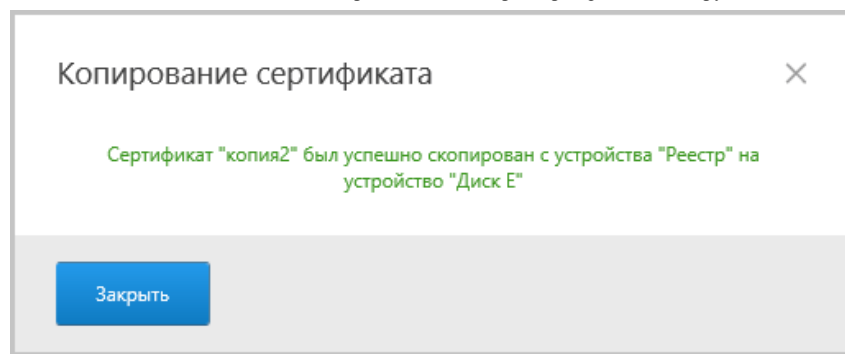 Копирование сертификата
Сертификат "копия2" был успешно скопирован с устройства "Реестр" на
устройство "Диск E"
Закрыть